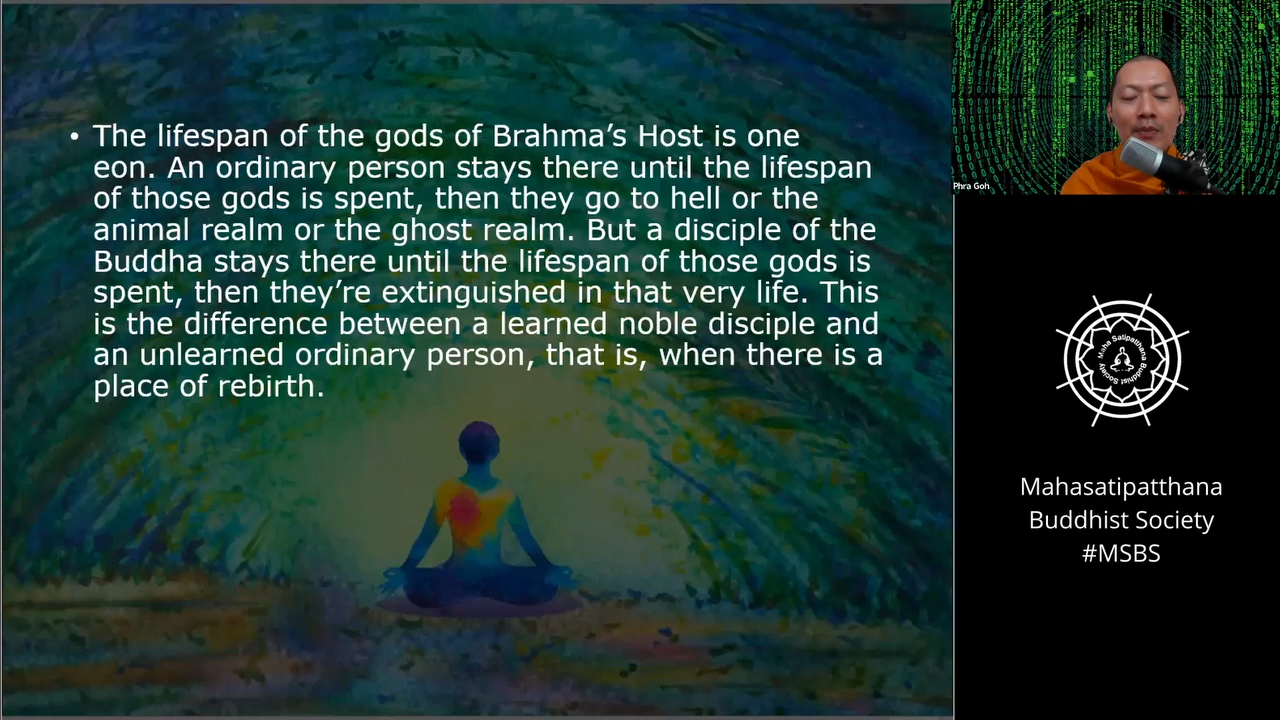 • The lifespan of the gods of Brahma’s Host is one
eon. An ordinary person stays there until the lifespan
of those gods is spent, then they go to hell or the
animal realm or the ghost realm. But a disciple of the
Buddha stays there until the lifespan of those gods is
spent, then they’re extinguished in that very life. This
is the difference between a learned noble disciple and
an unlearned ordinary person, that is, when there is a
place of rebirth.
Phra Goh
Maha Satipatthana
Buddhist Society
Mahasatipatthana
Buddhist Society
#MSBS